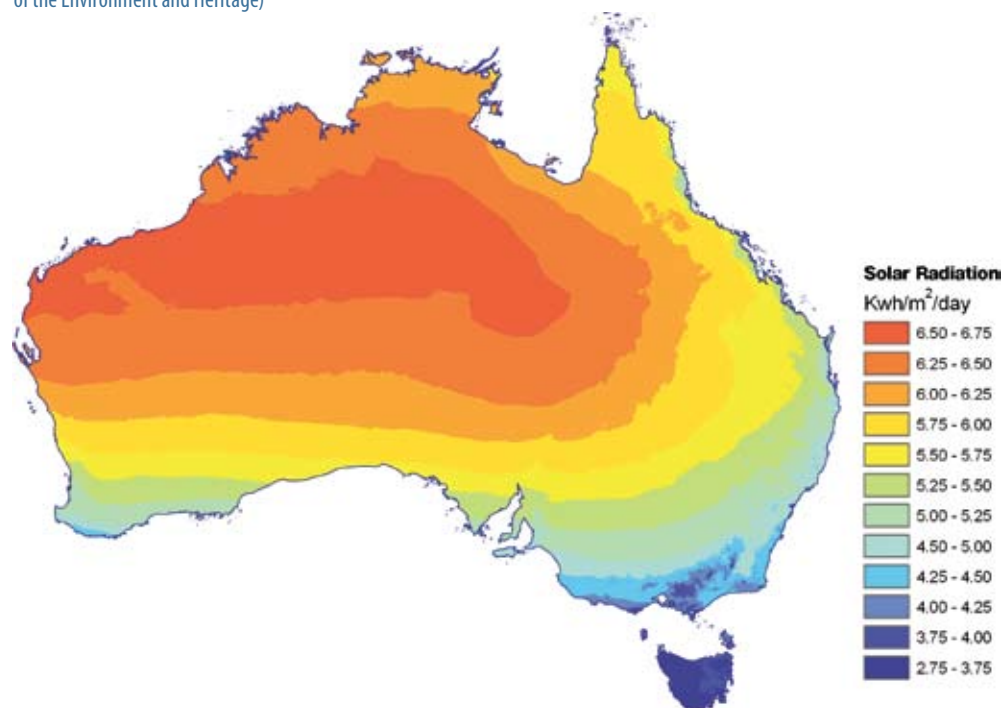 of the Environment and Heritage)
Solar Radiation
Kwh/m²/day
6.50 - 6.75
6.25 - 6.50
6.00 - 6.25
5.75 - 6.00
5.50 - 5.75
5.25 - 5.50
5.00 - 5.25
4.50 - 5.00
4.25 - 4.50
4.00 - 4.25
3.75 - 4.00
2.75 - 3.75